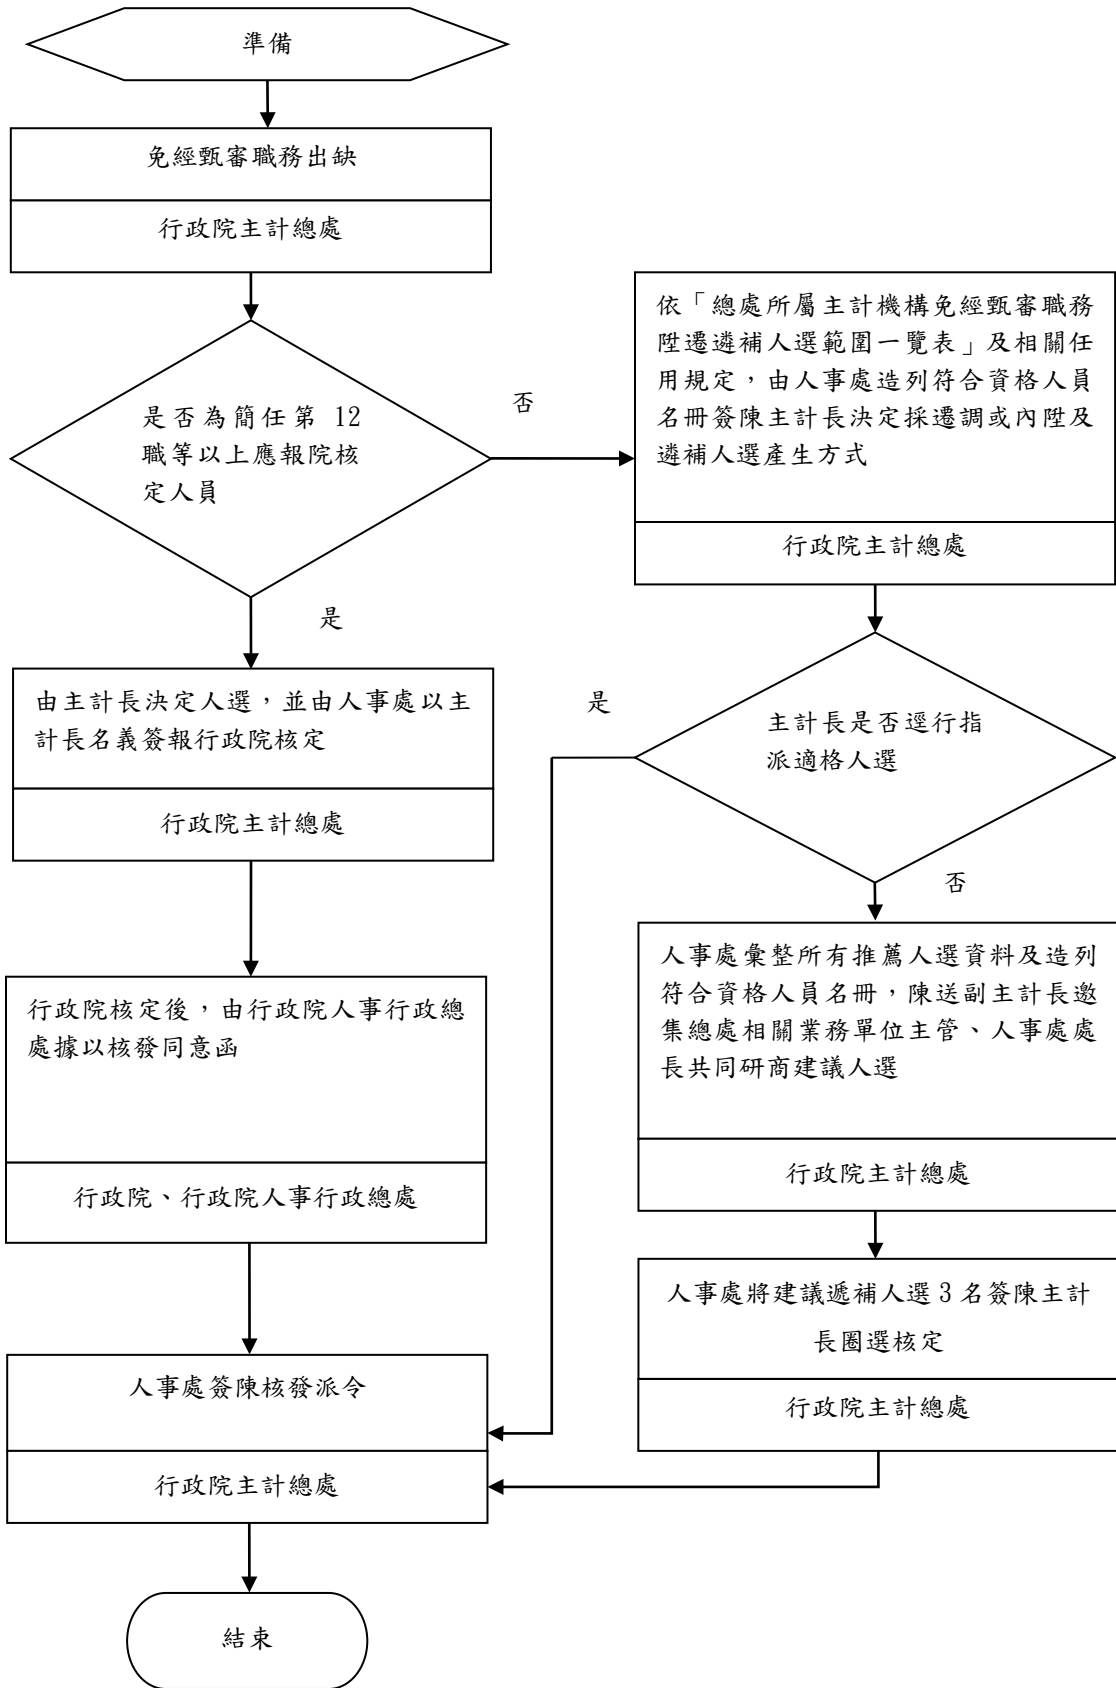 準備
免經甄審職務出缺
行政院主計總處
是否為簡任第 12
職等以上應報院核
定人員
否
是
依「總處所屬主計機構免經甄審職務
陞遷遴補人選範圍一覽表」及相關任
用規定，由人事處造列符合資格人員
名冊簽陳主計長決定採遷調或內陞及
遴補人選產生方式
行政院主計總處
由主計長決定人選，並由人事處以主
計長名義簽報行政院核定
行政院主計總處
是
主計長是否逕行指
派適格人選
否
行政院核定後，由行政院人事行政總
處據以核發同意函
行政院、行政院人事行政總處
人事處彙整所有推薦人選資料及造列
符合資格人員名冊，陳送副主計長邀
集總處相關業務單位主管、人事處處
長共同研商建議人選
行政院主計總處
人事處將建議遞補人選 3 名簽陳主計
長圈選核定
行政院主計總處
人事處簽陳核發派令
行政院主計總處
結束